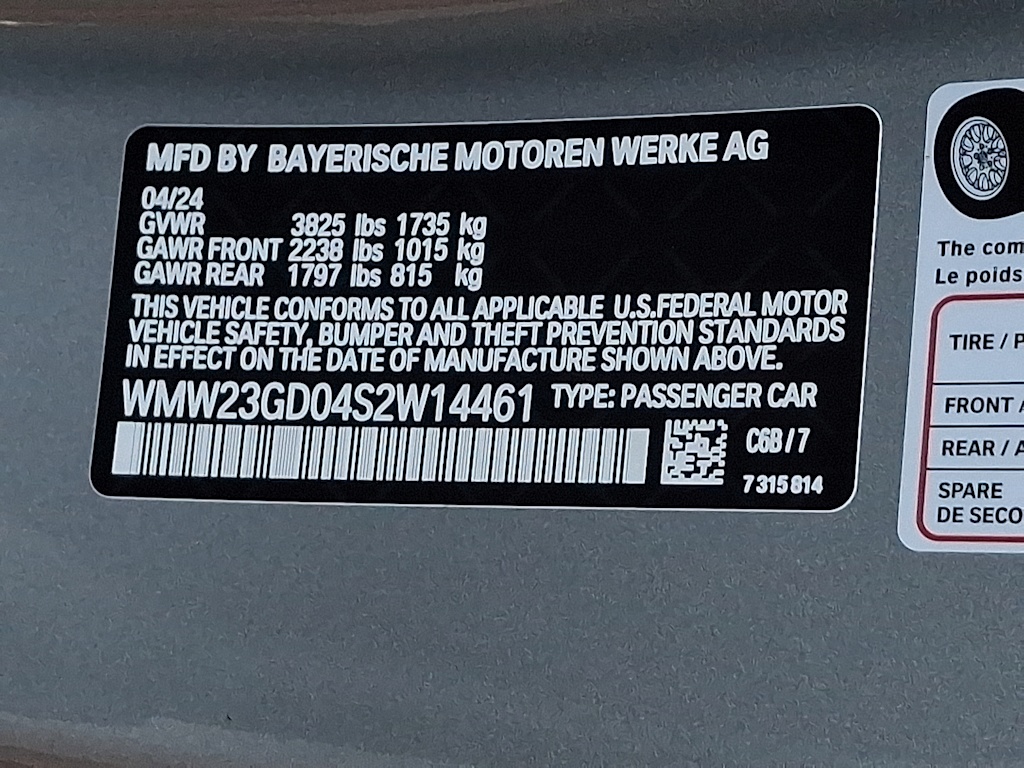 MFD BY BAYERISCHE MOTOREN WERKE AG
04/24
GVWR 3825 lbs 1735 kg
GAWR FRONT 2238 lbs 1015 kg
GAWR REAR 1797 lbs 815 kg
THIS VEHICLE CONFORMS TO ALL APPLICABLE U.S.FEDERAL MOTOR
VEHICLE SAFETY, BUMPER AND THEFT PREVENTION STANDARDS
IN EFFECT ON THE DATE OF MANUFACTURE SHOWN ABOVE.
WMW23GD04S2W14461 TYPE: PASSENGER CAR
C6B / 7
7 315 814
The com
Le poids
TIRE / P
FRONT / A
REAR / A
SPARE
DE SECO